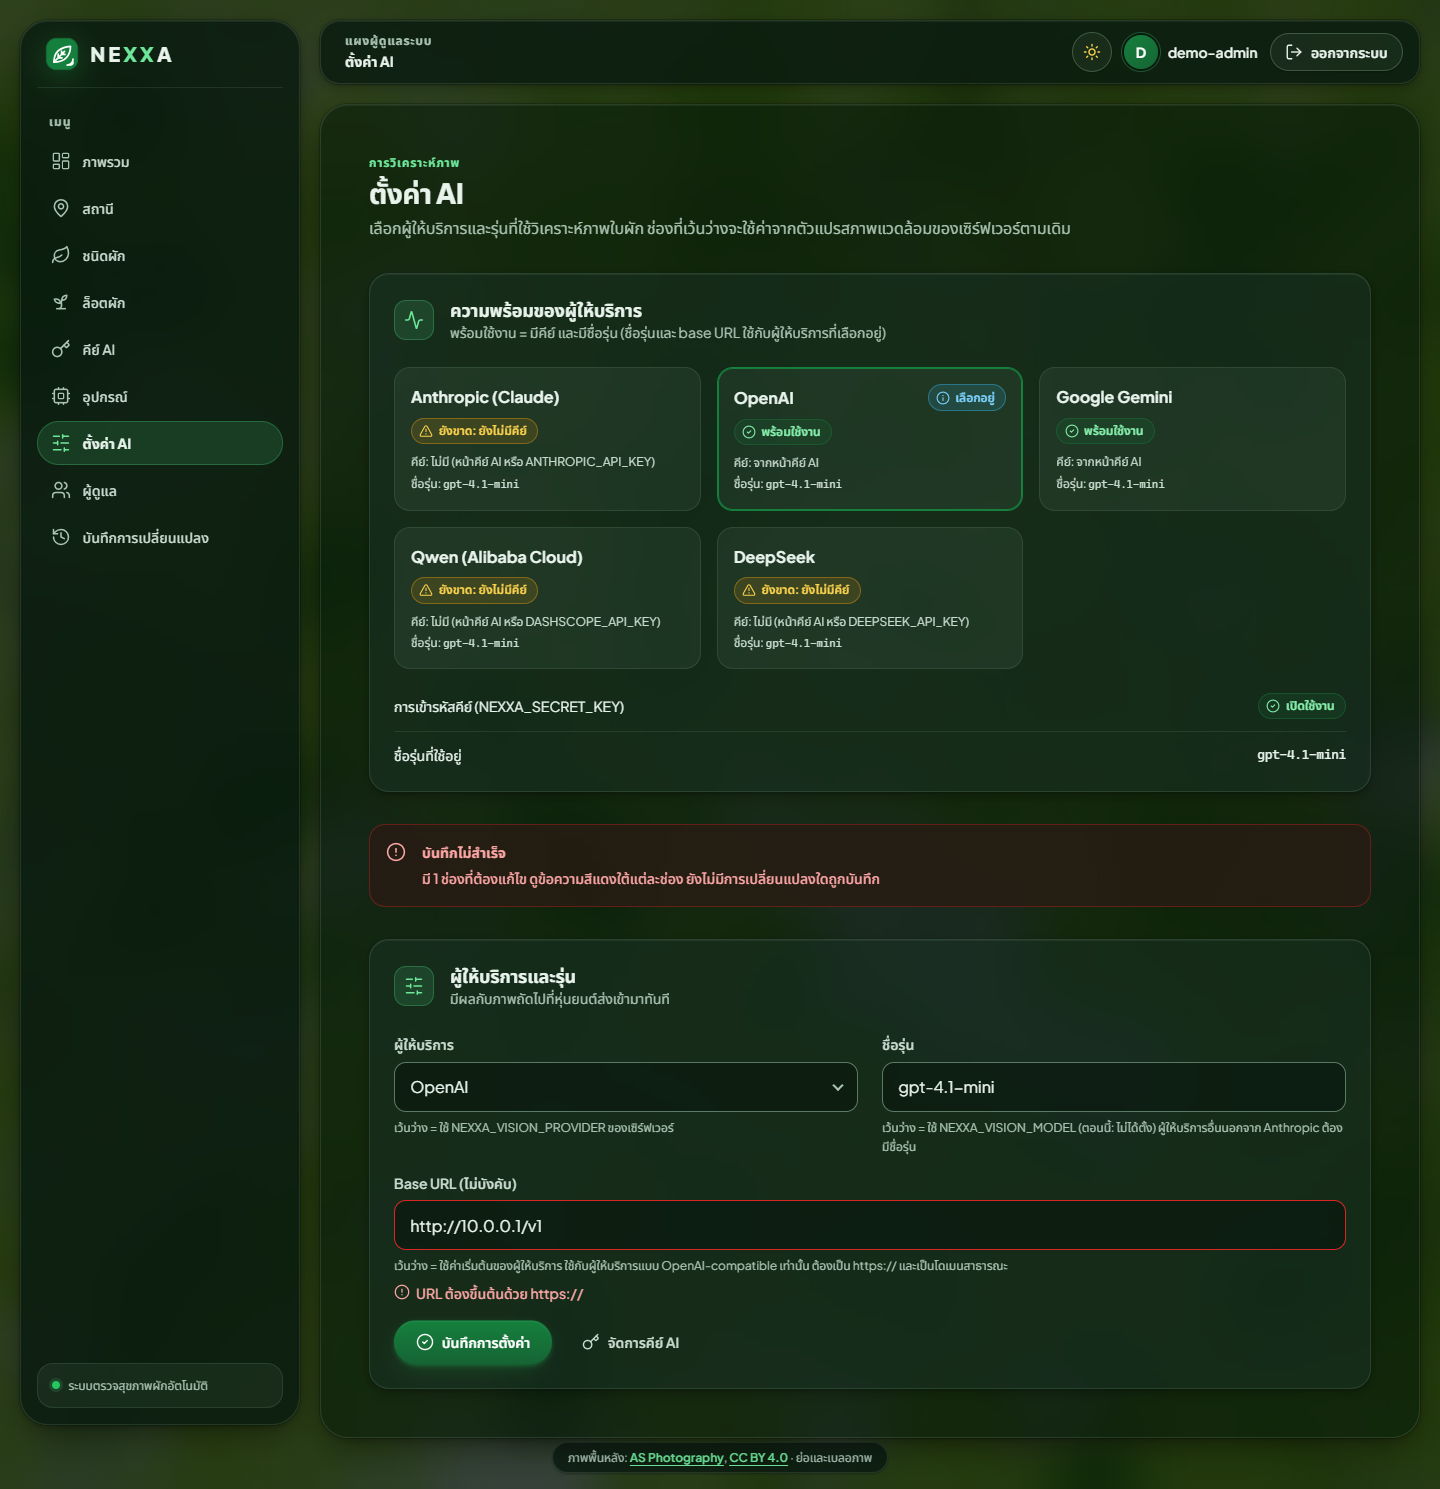 NEXXA
เมนู
ภาพรวม
สถานี
ชนิดผัก
ล็อตผัก
คีย์ AI
อุปกรณ์
ตั้งค่า AI
ผู้ดูแล
บันทึกการเปลี่ยนแปลง
ระบบตรวจสุขภาพผักอัตโนมัติ
แผงผู้ดูแลระบบ
ตั้งค่า AI
D demo-admin ออกจากระบบ
การวิเคราะห์ภาพ
ตั้งค่า AI
เลือกผู้ให้บริการและรุ่นที่ใช้วิเคราะห์ภาพใบผัก ช่องที่เว้นว่างจะใช้ค่าจากตัวแปรสภาพแวดล้อมของเซิร์ฟเวอร์ตามเดิม
ความพร้อมของผู้ให้บริการ
พร้อมใช้งาน = มีคีย์ และมีชื่อรุ่น (ชื่อรุ่นและ base URL ใช้กับผู้ให้บริการที่เลือกอยู่)
Anthropic (Claude)
ยังขาด: ยังไม่มีคีย์
คีย์: ไม่มี (หน้าคีย์ AI หรือ ANTHROPIC_API_KEY)
ชื่อรุ่น: gpt-4.1-mini
OpenAI เลือกอยู่
พร้อมใช้งาน
คีย์: จากหน้าคีย์ AI
ชื่อรุ่น: gpt-4.1-mini
Google Gemini
พร้อมใช้งาน
คีย์: จากหน้าคีย์ AI
ชื่อรุ่น: gpt-4.1-mini
Qwen (Alibaba Cloud)
ยังขาด: ยังไม่มีคีย์
คีย์: ไม่มี (หน้าคีย์ AI หรือ DASHSCOPE_API_KEY)
ชื่อรุ่น: gpt-4.1-mini
DeepSeek
ยังขาด: ยังไม่มีคีย์
คีย์: ไม่มี (หน้าคีย์ AI หรือ DEEPSEEK_API_KEY)
ชื่อรุ่น: gpt-4.1-mini
การเข้ารหัสคีย์ (NEXXA_SECRET_KEY) เปิดใช้งาน
ชื่อรุ่นที่ใช้อยู่ gpt-4.1-mini
บันทึกไม่สำเร็จ
มี 1 ช่องที่ต้องแก้ไข ดูข้อความสีแดงใต้แต่ละช่อง ยังไม่มีการเปลี่ยนแปลงใดถูกบันทึก
ผู้ให้บริการและรุ่น
มีผลกับภาพถัดไปที่หุ่นยนต์ส่งเข้ามาทันที
ผู้ให้บริการ
OpenAI
เว้นว่าง = ใช้ NEXXA_VISION_PROVIDER ของเซิร์ฟเวอร์
ชื่อรุ่น
gpt-4.1-mini
เว้นว่าง = ใช้ NEXXA_VISION_MODEL (ตอนนี้: ไม่ได้ตั้ง) ผู้ให้บริการอื่นนอกจาก Anthropic ต้อง
มีชื่อรุ่น
Base URL (ไม่บังคับ)
http://10.0.0.1/v1
เว้นว่าง = ใช้ค่าเริ่มต้นของผู้ให้บริการ ใช้กับผู้ให้บริการแบบ OpenAI-compatible เท่านั้น ต้องเป็น https:// และเป็นโดเมนสาธารณะ
URL ต้องขึ้นต้นด้วย https://
บันทึกการตั้งค่า จัดการคีย์ AI
ภาพพื้นหลัง: AS Photography, CC BY 4.0 · ย่อและเบลอภาพ